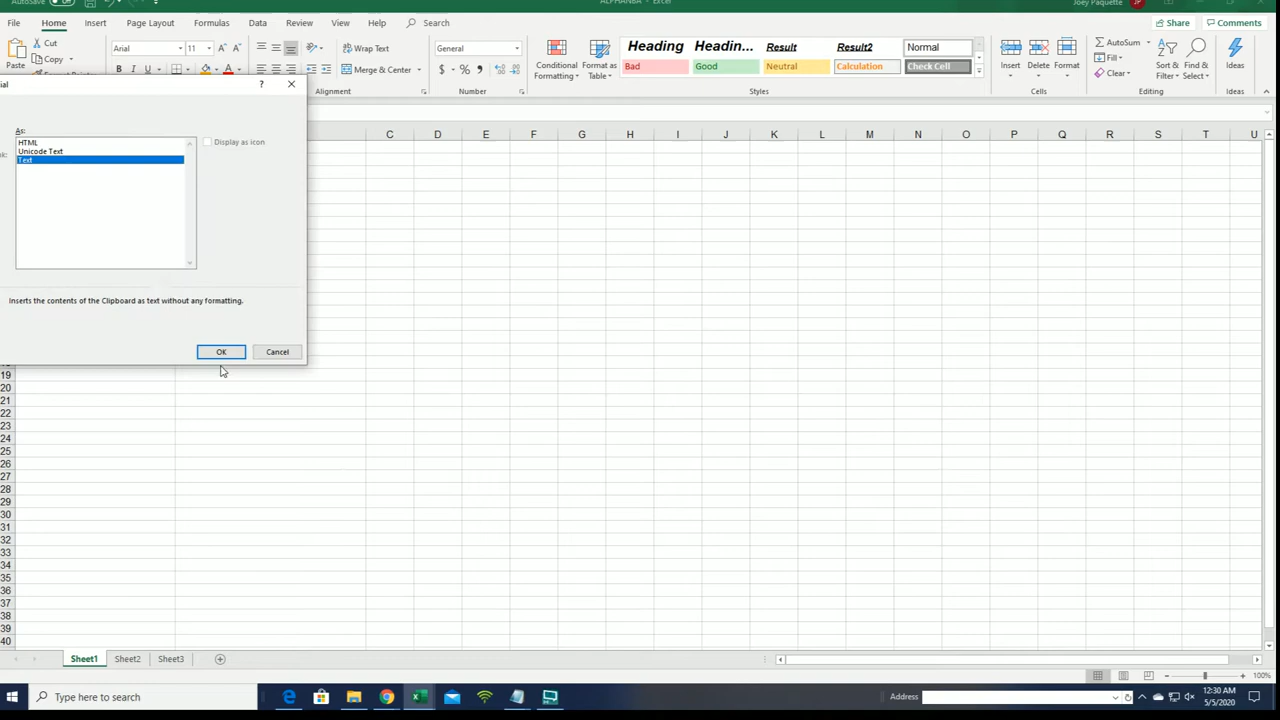 AutoSave Off ALPHANBA - Excel Joey Paquette JP
File Home Insert Page Layout Formulas Data Review View Help Search Share Comments
Cut Arial 11 A A Wrap Text General Heading Headin... Result Result2 Normal AutoSum
Paste Copy Conditional Formatting Format as Table Insert Delete Format Fill Sort & Filter Find & Select Ideas
B I U Merge & Center $ % Bad Good Neutral Calculation Check Cell Clear
Alignment Number Styles Cells Editing Ideas
ial ? ×
C D E F G H I J K L M N O P Q R S T U
As:
HTML Display as icon
Unicode Text
Text
Inserts the contents of the Clipboard as text without any formatting.
OK Cancel
19
20
21
22
23
24
25
26
27
28
29
30
31
32
33
34
35
36
37
38
39
40
Sheet1 Sheet2 Sheet3
100%
Type here to search Address 12:30 AM
5/5/2020